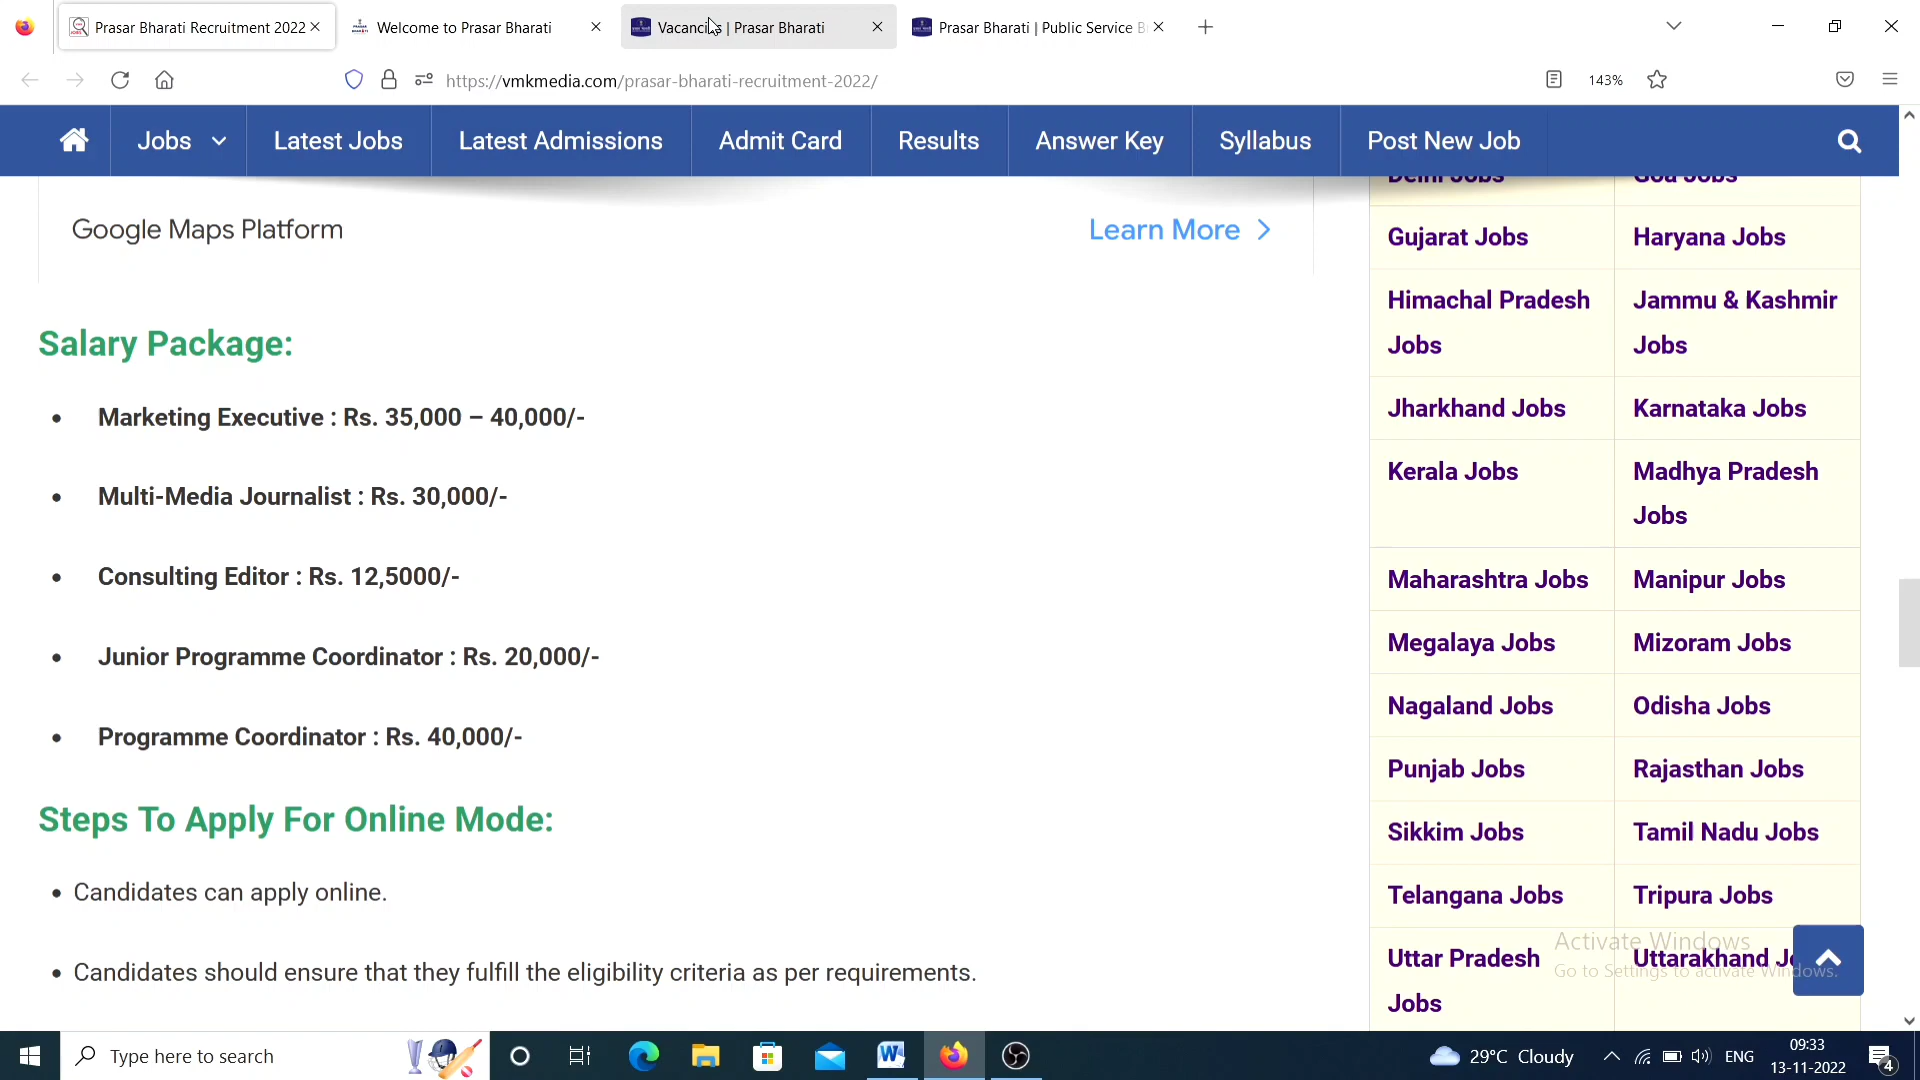 Prasar Bharati Recruitment 2022
Welcome to Prasar Bharati
Vacancies | Prasar Bharati
Prasar Bharati | Public Service B
https://vmkmedia.com/prasar-bharati-recruitment-2022/
143%
Jobs
Latest Jobs
Latest Admissions
Admit Card
Results
Answer Key
Syllabus
Post New Job
Google Maps Platform
Learn More
Salary Package:
• Marketing Executive : Rs. 35,000 – 40,000/-
• Multi-Media Journalist : Rs. 30,000/-
• Consulting Editor : Rs. 12,5000/-
• Junior Programme Coordinator : Rs. 20,000/-
• Programme Coordinator : Rs. 40,000/-
Steps To Apply For Online Mode:
• Candidates can apply online.
• Candidates should ensure that they fulfill the eligibility criteria as per requirements.
Delhi Jobs
Goa Jobs
Gujarat Jobs
Haryana Jobs
Himachal Pradesh
Jobs
Jammu & Kashmir
Jobs
Jharkhand Jobs
Karnataka Jobs
Kerala Jobs
Madhya Pradesh
Jobs
Maharashtra Jobs
Manipur Jobs
Megalaya Jobs
Mizoram Jobs
Nagaland Jobs
Odisha Jobs
Punjab Jobs
Rajasthan Jobs
Sikkim Jobs
Tamil Nadu Jobs
Telangana Jobs
Tripura Jobs
Uttar Pradesh
Jobs
Uttarakhand Jo
Activate Windows
Go to Settings to activate Windows.
Type here to search
29°C Cloudy
ENG
09:33
13-11-2022
4